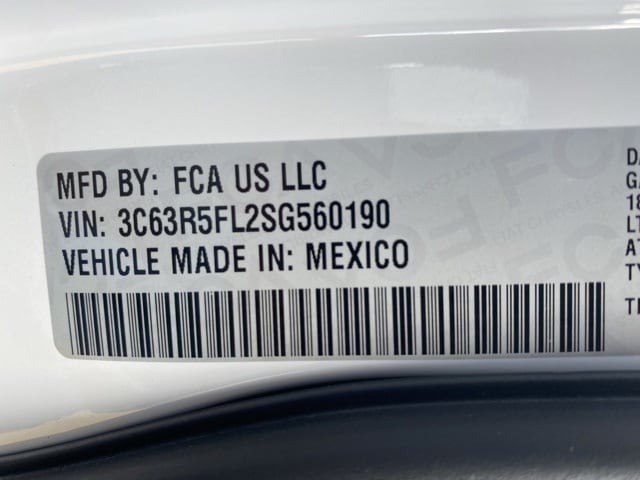 MFD BY: FCA US LLC
VIN: 3C63R5FL2SG560190
VEHICLE MADE IN: MEXICO